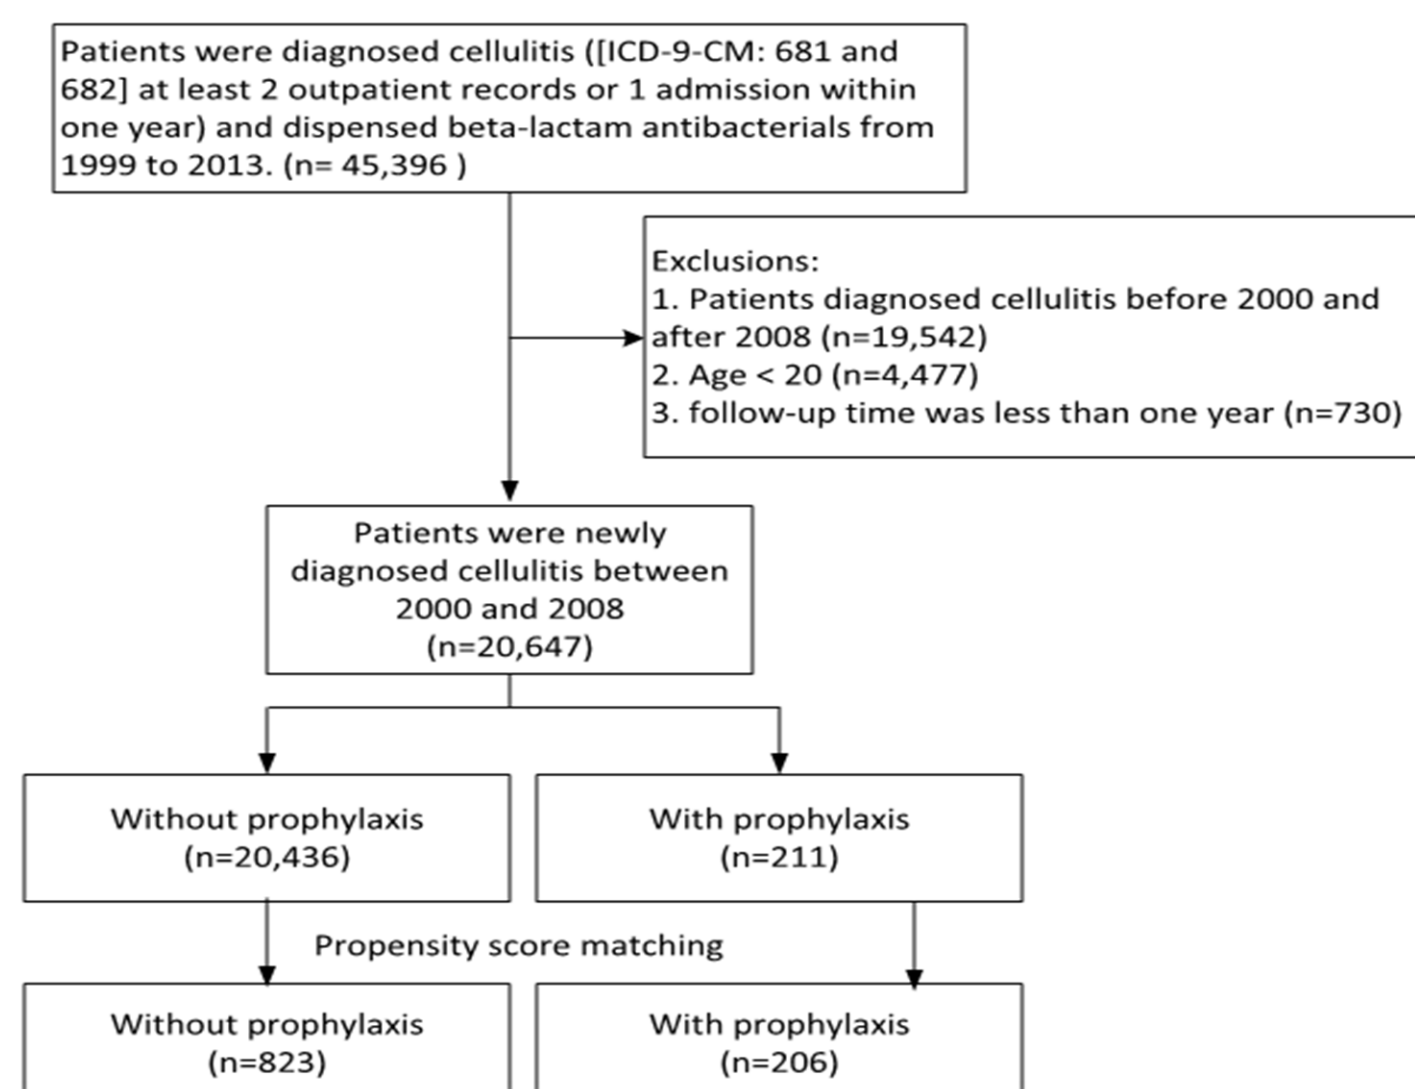 Patients were diagnosed cellulitis ([ICD-9-CM: 681 and
682] at least 2 outpatient records or 1 admission within
one year) and dispensed beta-lactam antibacterials from
1999 to 2013. (n= 45,396 )
Exclusions:
1. Patients diagnosed cellulitis before 2000 and
after 2008 (n=19,542)
2. Age < 20 (n=4,477)
3. follow-up time was less than one year (n=730)
Patients were newly
diagnosed cellulitis between
2000 and 2008
(n=20,647)
Without prophylaxis
(n=20,436)
With prophylaxis
(n=211)
Propensity score matching
Without prophylaxis
(n=823)
With prophylaxis
(n=206)